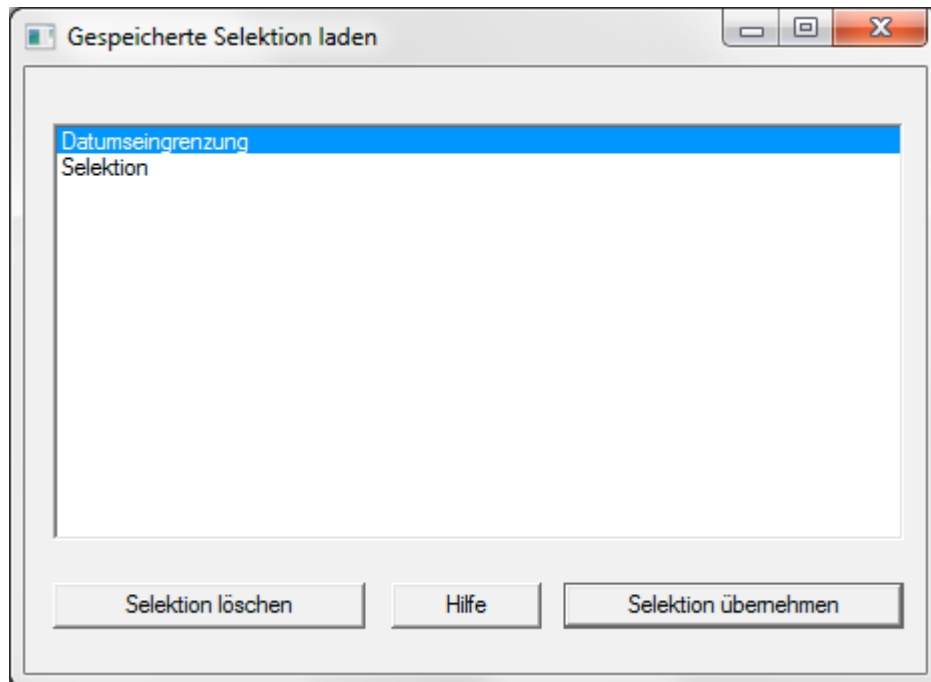 Gespeicherte Selektion laden
Datumseingrenzung
Selektion
Selektion löschen
Hilfe
Selektion übernehmen